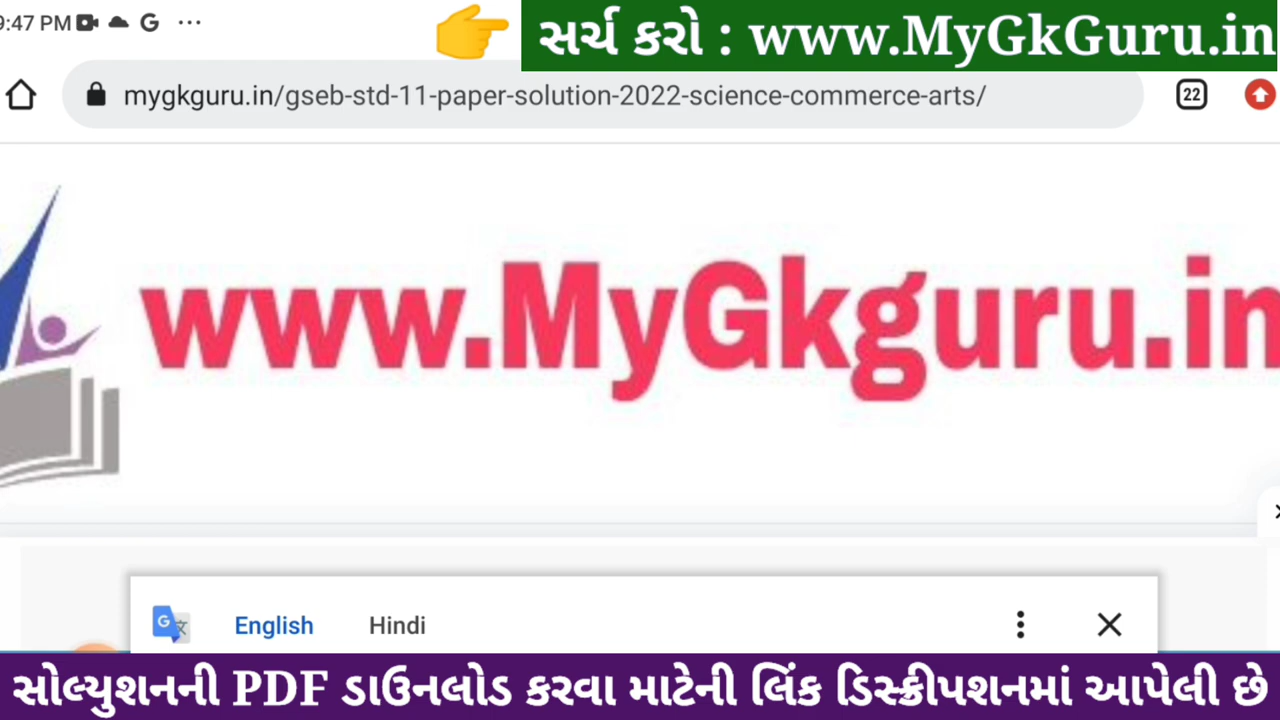 9:47 PM G ...
👉 સર્ચ કરો : www.MyGkGuru.in
mygkguru.in/gseb-std-11-paper-solution-2022-science-commerce-arts/
22
www.MyGkguru.in
G English Hindi
સોલ્યુશનની PDF ડાઉનલોડ કરવા માટેની લિંક ડિસ્ક્રીપશનમાં આપેલી છે